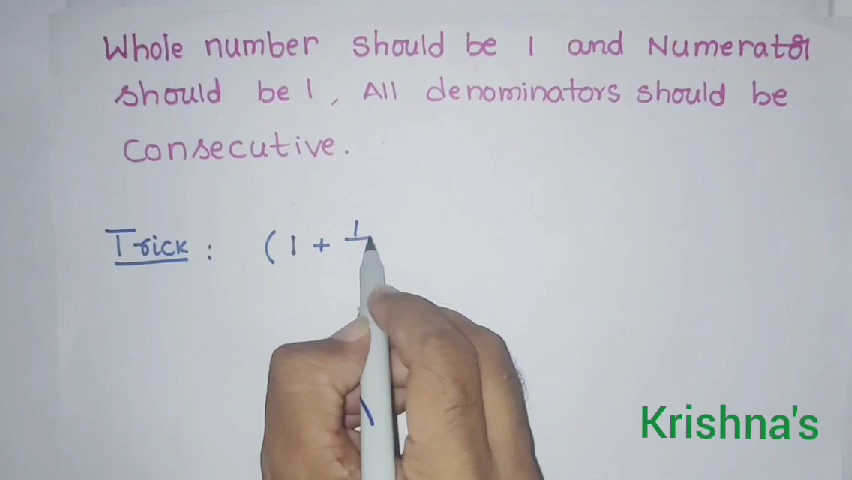 Whole number should be 1 and Numerator
should be 1, All denominators should be
Consecutive.
Trick : (1 + 1
Krishna's